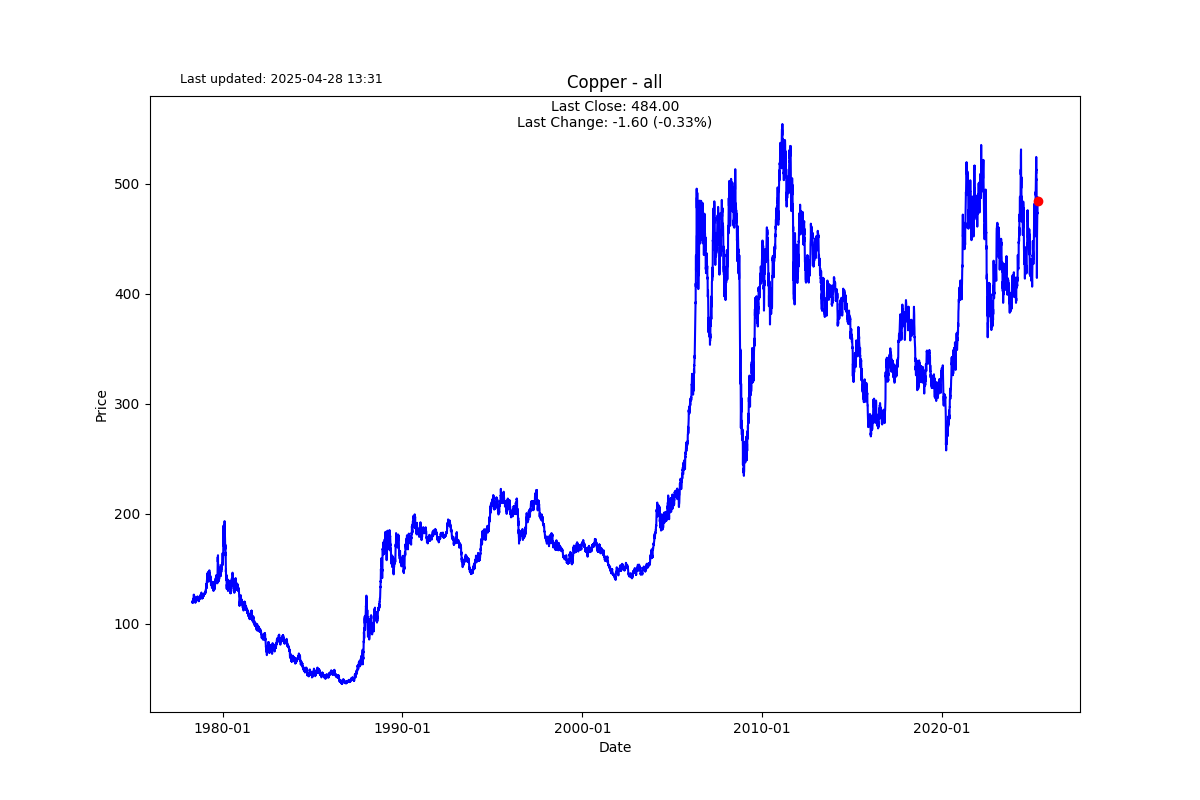 Last updated: 2025-04-28 13:31
Copper - all
Last Close: 484.00
Last Change: -1.60 (-0.33%)
500
400
300
200
100
Price
1980-01
1990-01
2000-01
2010-01
2020-01
Date